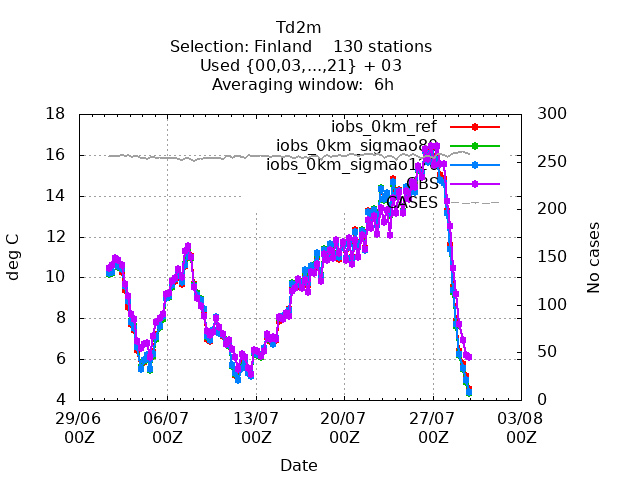 Td2m
Selection: Finland 130 stations
Used {00,03,...,21} + 03
Averaging window: 6h
18
16
14
12
10
8
6
4
300
250
200
150
100
50
0
iobs_0km_ref
iobs_0km_sigmao80
OBS
CASES
deg C
No cases
29/06
00Z
06/07
00Z
13/07
00Z
20/07
00Z
27/07
00Z
03/08
00Z
Date